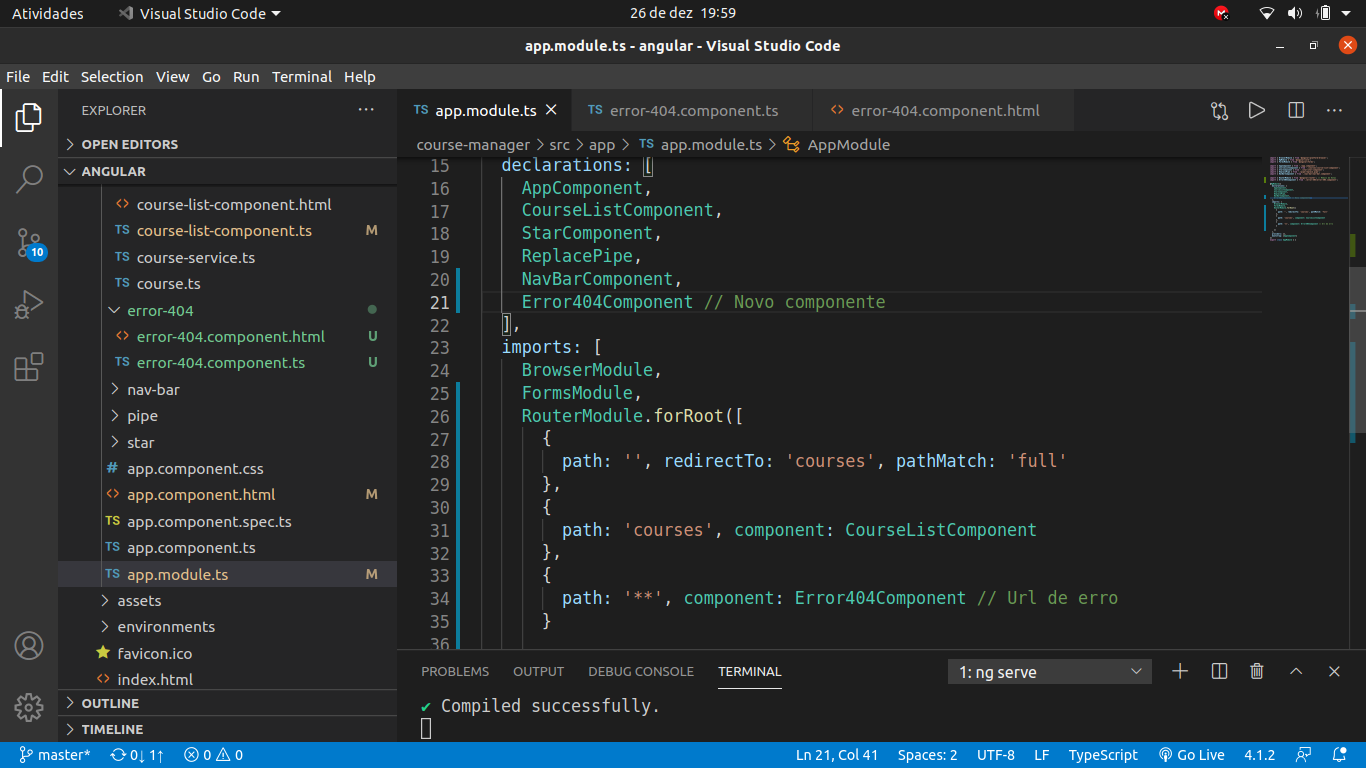 Atividades Visual Studio Code 26 de dez 19:59
app.module.ts - angular - Visual Studio Code
File Edit Selection View Go Run Terminal Help
EXPLORER
OPEN EDITORS
ANGULAR
course-list-component.html
course-list-component.ts M
course-service.ts
course.ts
error-404
error-404.component.html U
error-404.component.ts U
nav-bar
pipe
star
app.component.css
app.component.html M
app.component.spec.ts
app.component.ts
app.module.ts M
assets
environments
favicon.ico
index.html
OUTLINE
TIMELINE
10
app.module.ts error-404.component.ts error-404.component.html
course-manager > src > app > TS app.module.ts > AppModule
15 declarations: [
16 AppComponent,
17 CourseListComponent,
18 StarComponent,
19 ReplacePipe,
20 NavBarComponent,
21 Error404Component // Novo componente
22 ],
23 imports: [
24 BrowserModule,
25 FormsModule,
26 RouterModule.forRoot([
27 {
28 path: '', redirectTo: 'courses', pathMatch: 'full'
29 },
30 {
31 path: 'courses', component: CourseListComponent
32 },
33 {
34 path: '**', component: Error404Component // Url de erro
35 }
36
PROBLEMS OUTPUT DEBUG CONSOLE TERMINAL 1: ng serve
✔ Compiled successfully.
master* 0↓ 1↑ 0 0 Ln 21, Col 41 Spaces: 2 UTF-8 LF TypeScript Go Live 4.1.2